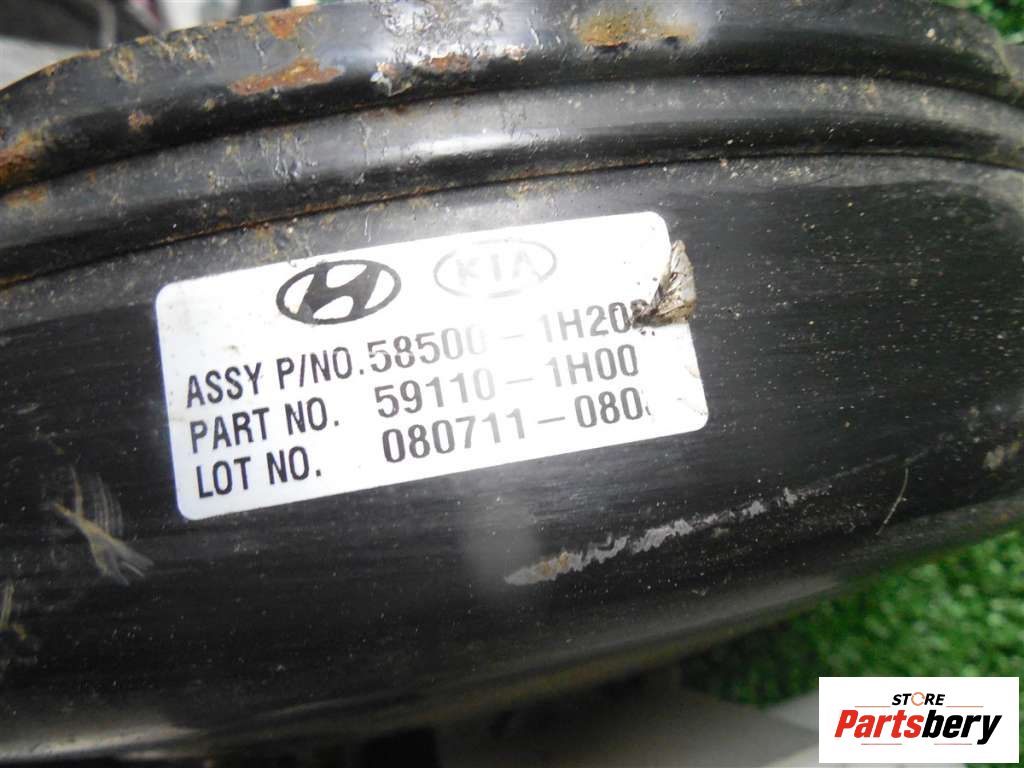 KIA
ASSY P/NO. 58500-1H20
PART NO. 59110-1H00
LOT NO. 080711-080
STORE
Partsbery